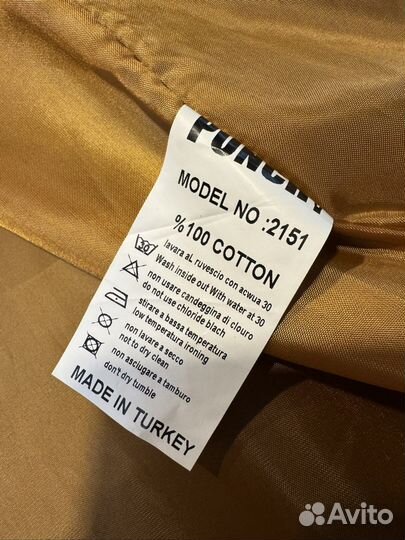 MODEL NO :2151
%100 COTTON
30
lavara aL ruvescio con acwua 30
Wash inside out With water at 30
non usare candeggina di clouro
do not use chloride blach
stirare a bassa temperatura
low temperature ironing
non lavare a secco
not to dry clean
non asciugare a tamburo
don't dry tumble
MADE IN TURKEY
Avito